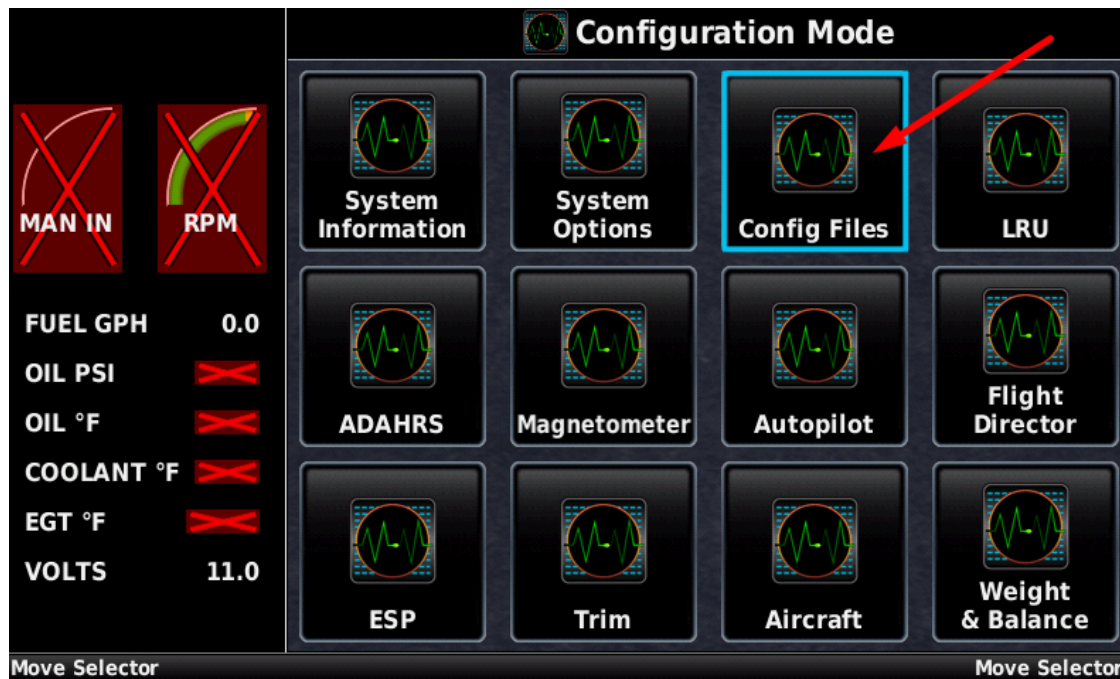 Configuration Mode
MAN IN
RPM
FUEL GPH 0.0
OIL PSI
OIL °F
COOLANT °F
EGT °F
VOLTS 11.0
System
Information
System
Options
Config Files
LRU
ADAHRS
Magnetometer
Autopilot
Flight
Director
ESP
Trim
Aircraft
Weight
& Balance
Move Selector
Move Selector